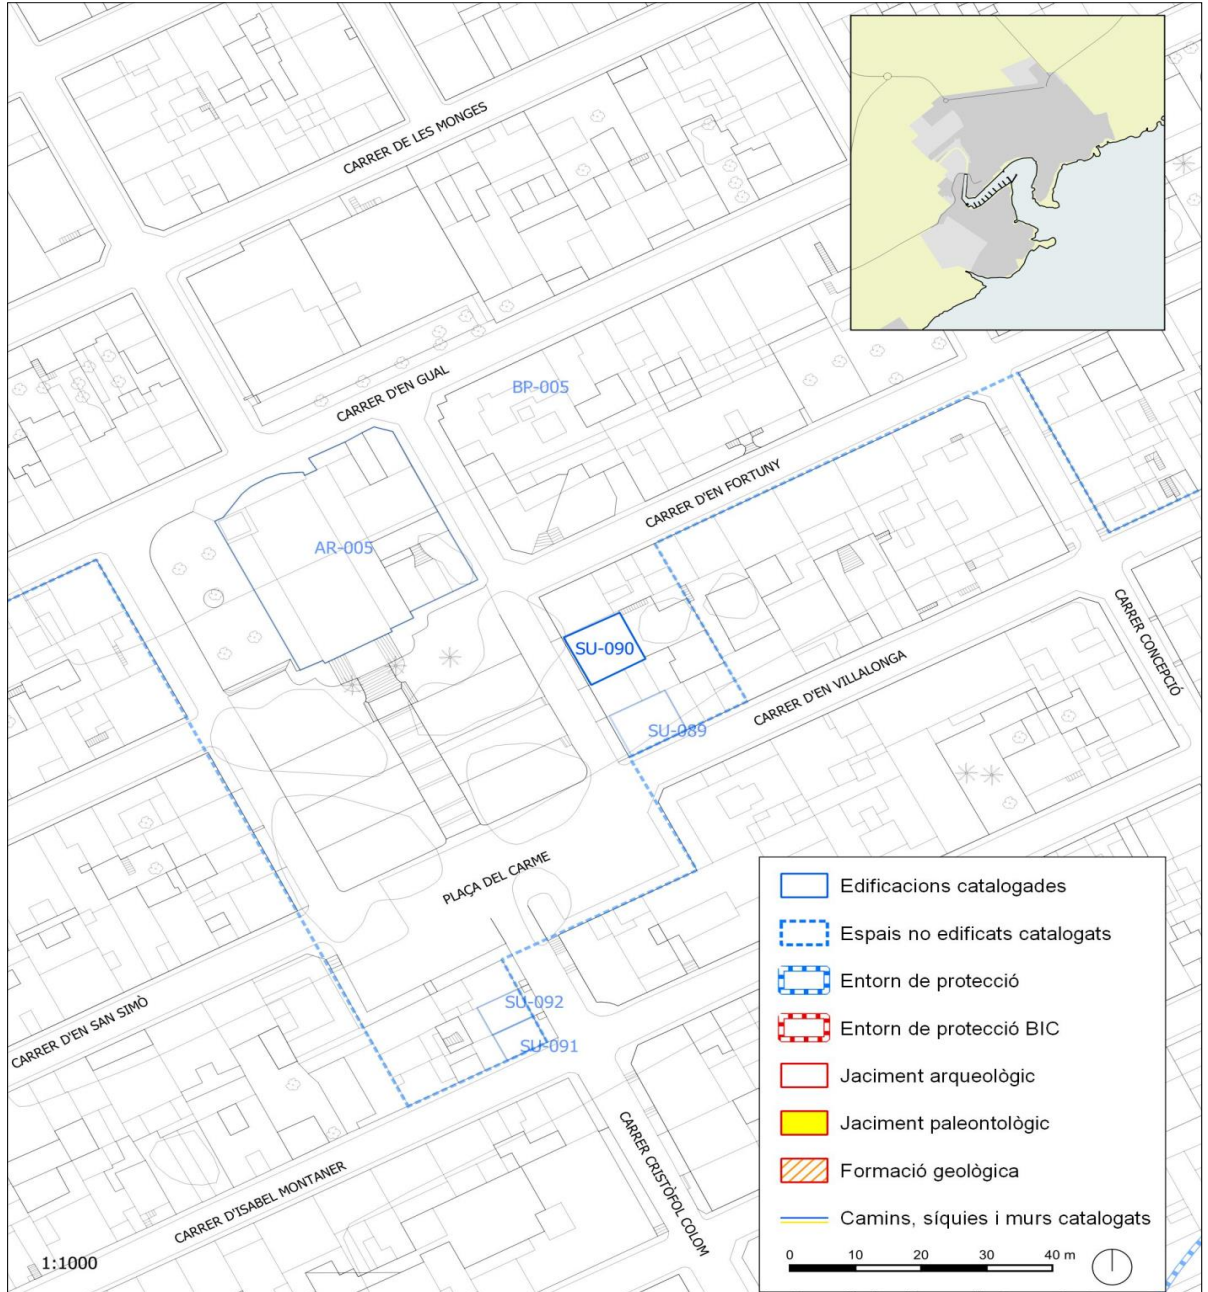 CARRER DE LES MONGES
CARRER D'EN GUAL
BP-005
CARRER D'EN FORTUNY
AR-005
SU-090
CARRER CONCEPCIÓ
CARRER D'EN VILLALONGA
SU-089
PLAÇA DEL CARME
SU-092
SU-091
CARRER D'EN SAN SIMÒ
CARRER D'ISABEL MONTANER
CARRER CRISTÒFOL COLOM
1:1000
Edificacions catalogades
Espais no edificats catalogats
Entorn de protecció
Entorn de protecció BIC
Jaciment arqueològic
Jaciment paleontològic
Formació geològica
Camins, síquies i murs catalogats
0 10 20 30 40 m